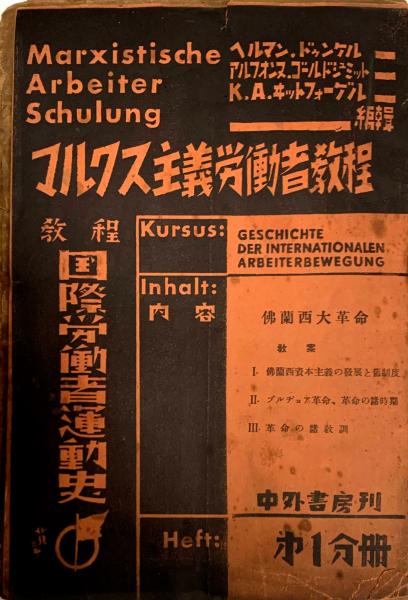 Marxistische
Arbeiter
Schulung
ヘルマン・ドゥンケル
アルフォンス・ゴールドシュミット
K.A.ヰットフォーゲル
編輯
マルクス主義労働者教程
教程
国際労働者運動史
Kursus:
GESCHICHTE
DER INTERNATIONALEN
ARBEITERBEWEGUNG
Inhalt:
内容
佛蘭西大革命
教案
I. 佛蘭西資本主義の發展と舊制度
II. ブルヂョア革命、革命の諸時期
III. 革命の諸敎訓
中外書房刊
Heft:
第1分冊